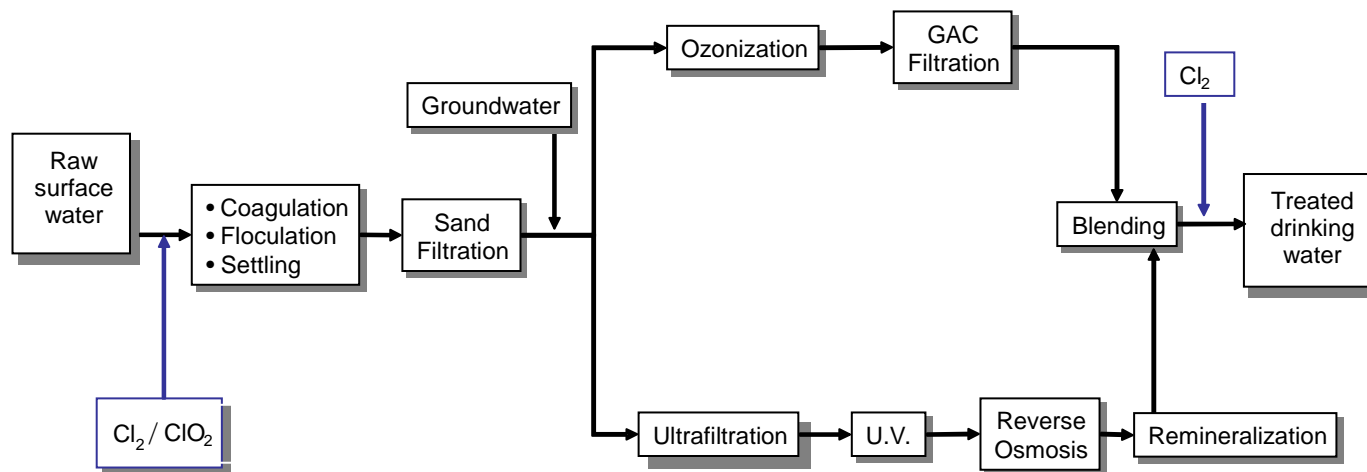 Raw
surface
water
Cl₂ / ClO₂
• Coagulation
• Floculation
• Settling
Sand
Filtration
Groundwater
Ozonization
GAC
Filtration
Ultrafiltration
U.V.
Reverse
Osmosis
Remineralization
Blending
Cl₂
Treated
drinking
water